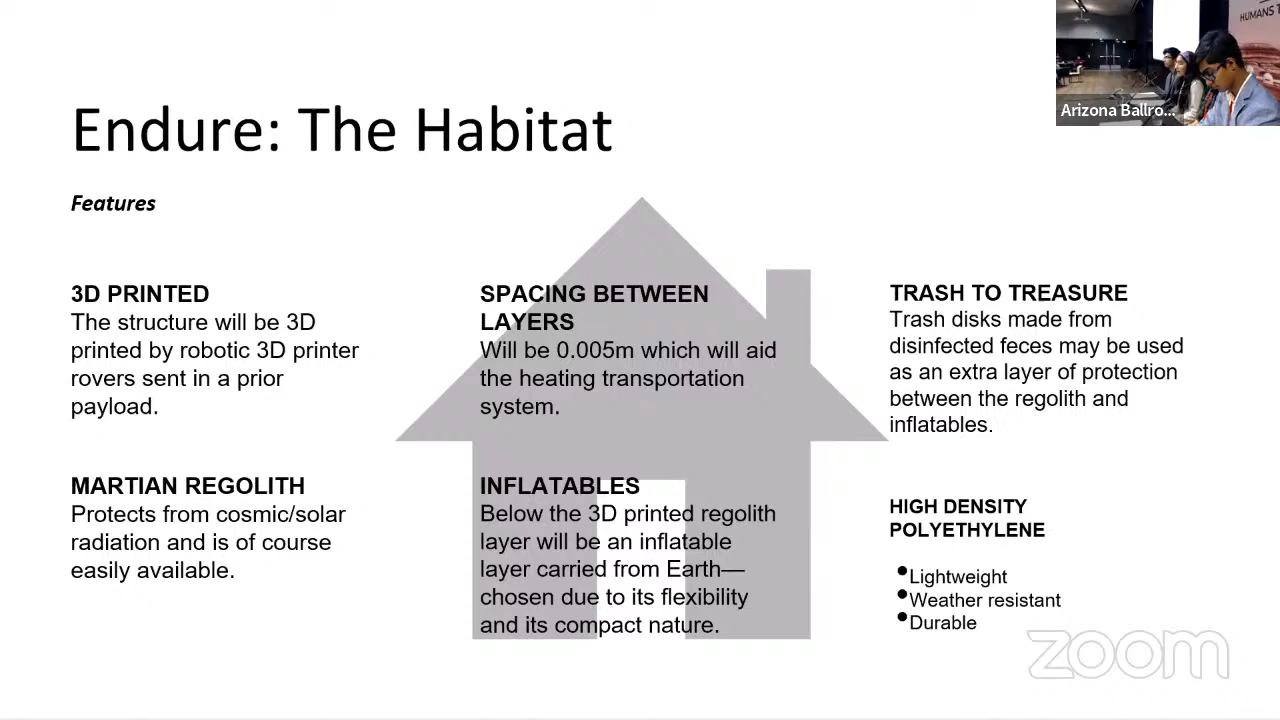 HUMANS T
Arizona Ballro...
Endure: The Habitat
Features
3D PRINTED
The structure will be 3D
printed by robotic 3D printer
rovers sent in a prior
payload.
MARTIAN REGOLITH
Protects from cosmic/solar
radiation and is of course
easily available.
SPACING BETWEEN
LAYERS
Will be 0.005m which will aid
the heating transportation
system.
INFLATABLES
Below the 3D printed regolith
layer will be an inflatable
layer carried from Earth—
chosen due to its flexibility
and its compact nature.
TRASH TO TREASURE
Trash disks made from
disinfected feces may be used
as an extra layer of protection
between the regolith and
inflatables.
HIGH DENSITY
POLYETHYLENE
•Lightweight
•Weather resistant
•Durable
zoom